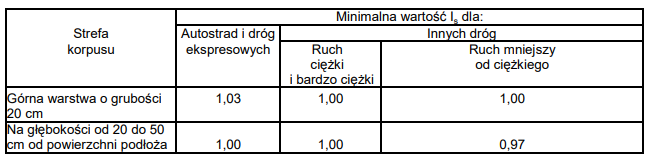 Strefa
korpusu
Minimalna wartość Is dla:
Autostrad i dróg
ekspresowych
Innych dróg
Ruch
ciężki
i bardzo ciężki
Ruch mniejszy
od ciężkiego
Górna warstwa o grubości
20 cm
1,03
1,00
1,00
Na głębokości od 20 do 50
cm od powierzchni podłoża
1,00
1,00
0,97